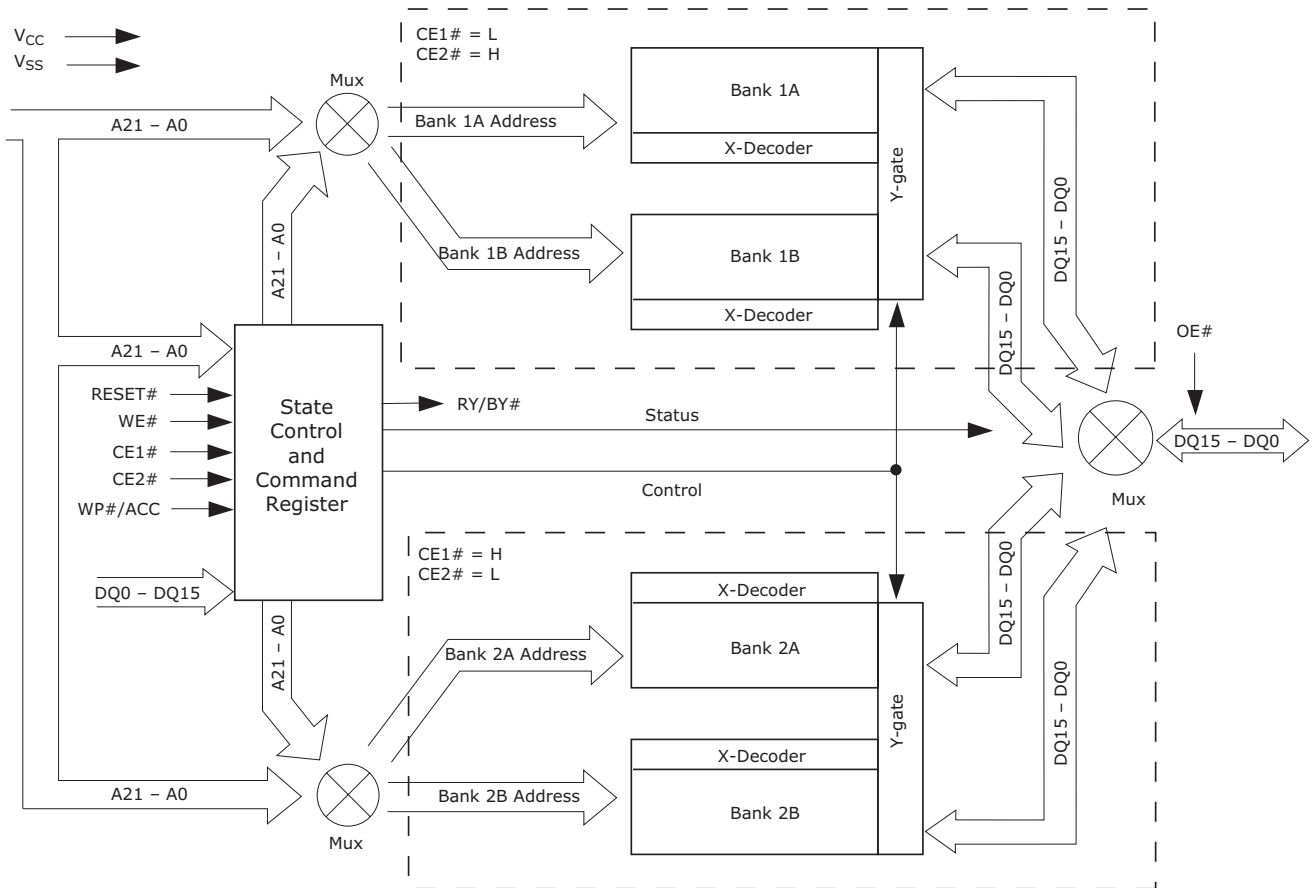 VCC
VSS
CE1# = L
CE2# = H
Mux
A21 – A0
Bank 1A Address
Bank 1A
X-Decoder
Y-gate
DQ15 – DQ0
A21 – A0
Bank 1B Address
Bank 1B
X-Decoder
DQ15 – DQ0
A21 – A0
OE#
RESET#
WE#
CE1#
CE2#
WP#/ACC
DQ0 – DQ15
State
Control
and
Command
Register
RY/BY#
Status
Control
DQ15 – DQ0
Mux
CE1# = H
CE2# = L
A21 – A0
Bank 2A Address
X-Decoder
Bank 2A
Y-gate
DQ15 – DQ0
DQ15 – DQ0
A21 – A0
Mux
Bank 2B Address
X-Decoder
Bank 2B